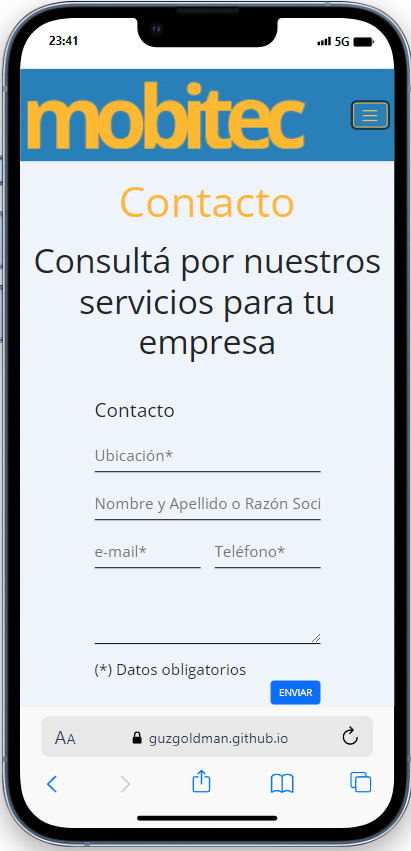 23:41
5G
mobitec
Contacto
Consultá por nuestros
servicios para tu
empresa
Contacto
Ubicación*
Nombre y Apellido o Razón Soci
e-mail* Teléfono*
(*) Datos obligatorios
ENVIAR
AA guzgoldman.github.io